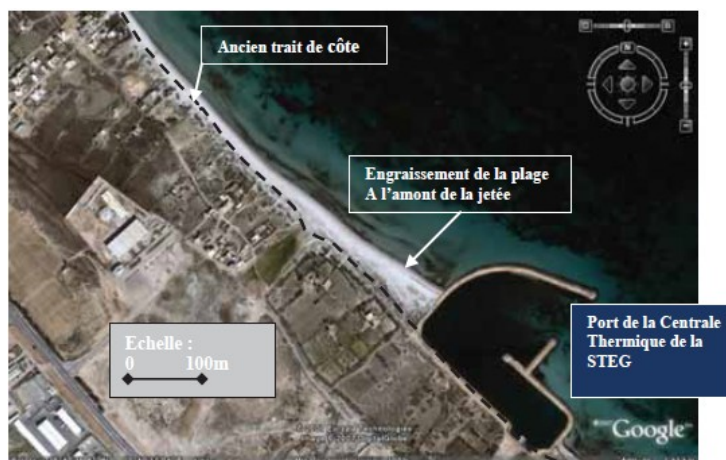 Ancien trait de côte
Engraissement de la plage
A l'amont de la jetée
Echelle :
0 100m
Port de la Centrale
Thermique de la
STEG
Google